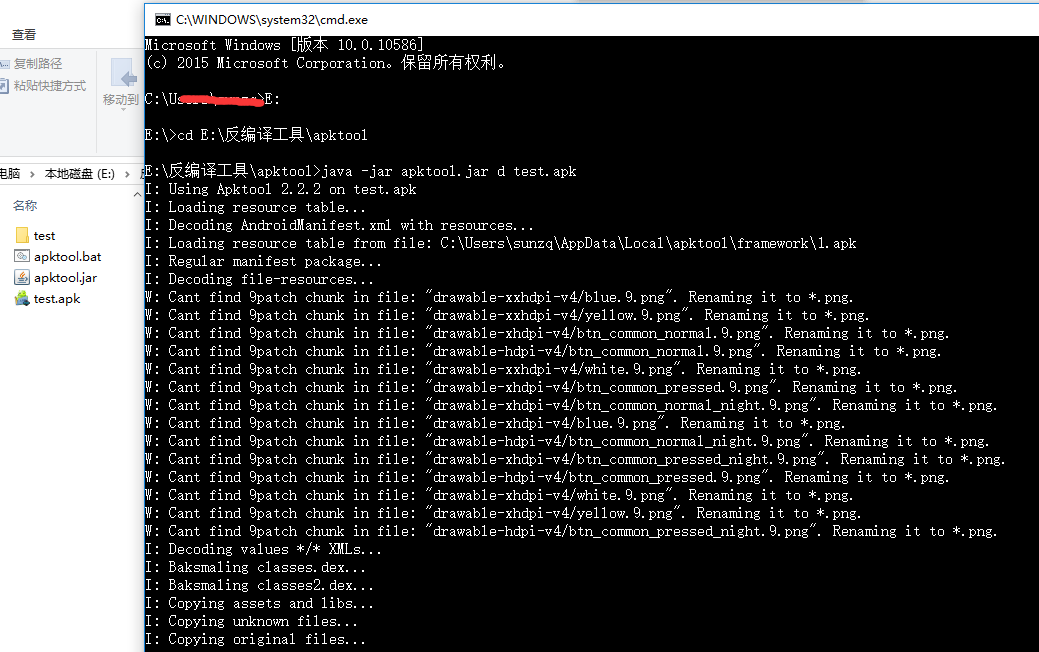 查看
复制路径
粘贴快捷方式
移动到
电脑 › 本地磁盘 (E:) ›
名称
test
apktool.bat
apktool.jar
test.apk
C:\WINDOWS\system32\cmd.exe
Microsoft Windows [版本 10.0.10586]
(c) 2015 Microsoft Corporation。保留所有权利。
C:\Users\>E:
E:\>cd E:\反编译工具\apktool
E:\反编译工具\apktool>java -jar apktool.jar d test.apk
I: Using Apktool 2.2.2 on test.apk
I: Loading resource table...
I: Decoding AndroidManifest.xml with resources...
I: Loading resource table from file: C:\Users\sunzq\AppData\Local\apktool\framework\1.apk
I: Regular manifest package...
I: Decoding file-resources...
W: Cant find 9patch chunk in file: "drawable-xxhdpi-v4/blue.9.png". Renaming it to *.png.
W: Cant find 9patch chunk in file: "drawable-xxhdpi-v4/yellow.9.png". Renaming it to *.png.
W: Cant find 9patch chunk in file: "drawable-xhdpi-v4/btn_common_normal.9.png". Renaming it to *.png.
W: Cant find 9patch chunk in file: "drawable-hdpi-v4/btn_common_normal.9.png". Renaming it to *.png.
W: Cant find 9patch chunk in file: "drawable-xxhdpi-v4/white.9.png". Renaming it to *.png.
W: Cant find 9patch chunk in file: "drawable-xhdpi-v4/btn_common_pressed.9.png". Renaming it to *.png.
W: Cant find 9patch chunk in file: "drawable-xhdpi-v4/btn_common_normal_night.9.png". Renaming it to *.png.
W: Cant find 9patch chunk in file: "drawable-xhdpi-v4/blue.9.png". Renaming it to *.png.
W: Cant find 9patch chunk in file: "drawable-hdpi-v4/btn_common_normal_night.9.png". Renaming it to *.png.
W: Cant find 9patch chunk in file: "drawable-xhdpi-v4/btn_common_pressed_night.9.png". Renaming it to *.png.
W: Cant find 9patch chunk in file: "drawable-hdpi-v4/btn_common_pressed.9.png". Renaming it to *.png.
W: Cant find 9patch chunk in file: "drawable-xhdpi-v4/white.9.png". Renaming it to *.png.
W: Cant find 9patch chunk in file: "drawable-xhdpi-v4/yellow.9.png". Renaming it to *.png.
W: Cant find 9patch chunk in file: "drawable-hdpi-v4/btn_common_pressed_night.9.png". Renaming it to *.png.
I: Decoding values */* XMLs...
I: Baksmaling classes.dex...
I: Baksmaling classes2.dex...
I: Copying assets and libs...
I: Copying unknown files...
I: Copying original files...